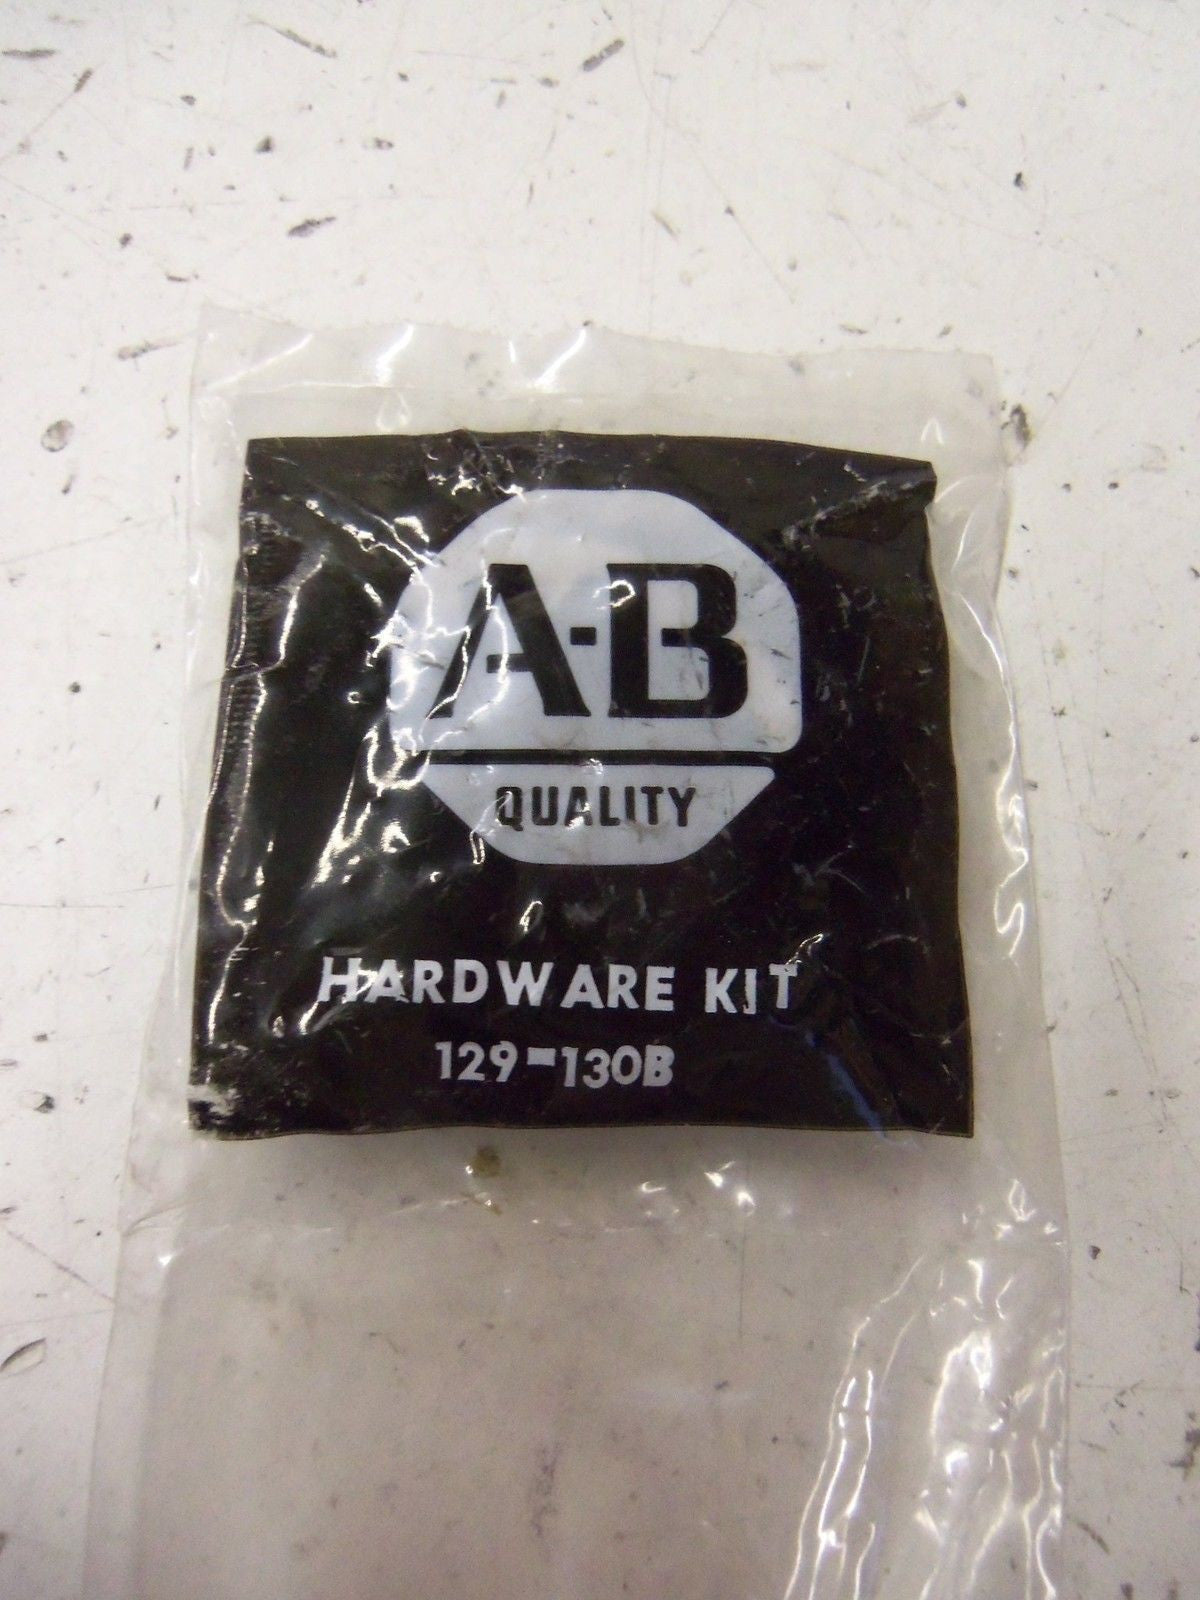 A-B
QUALITY
HARDWARE KIT
129-130B